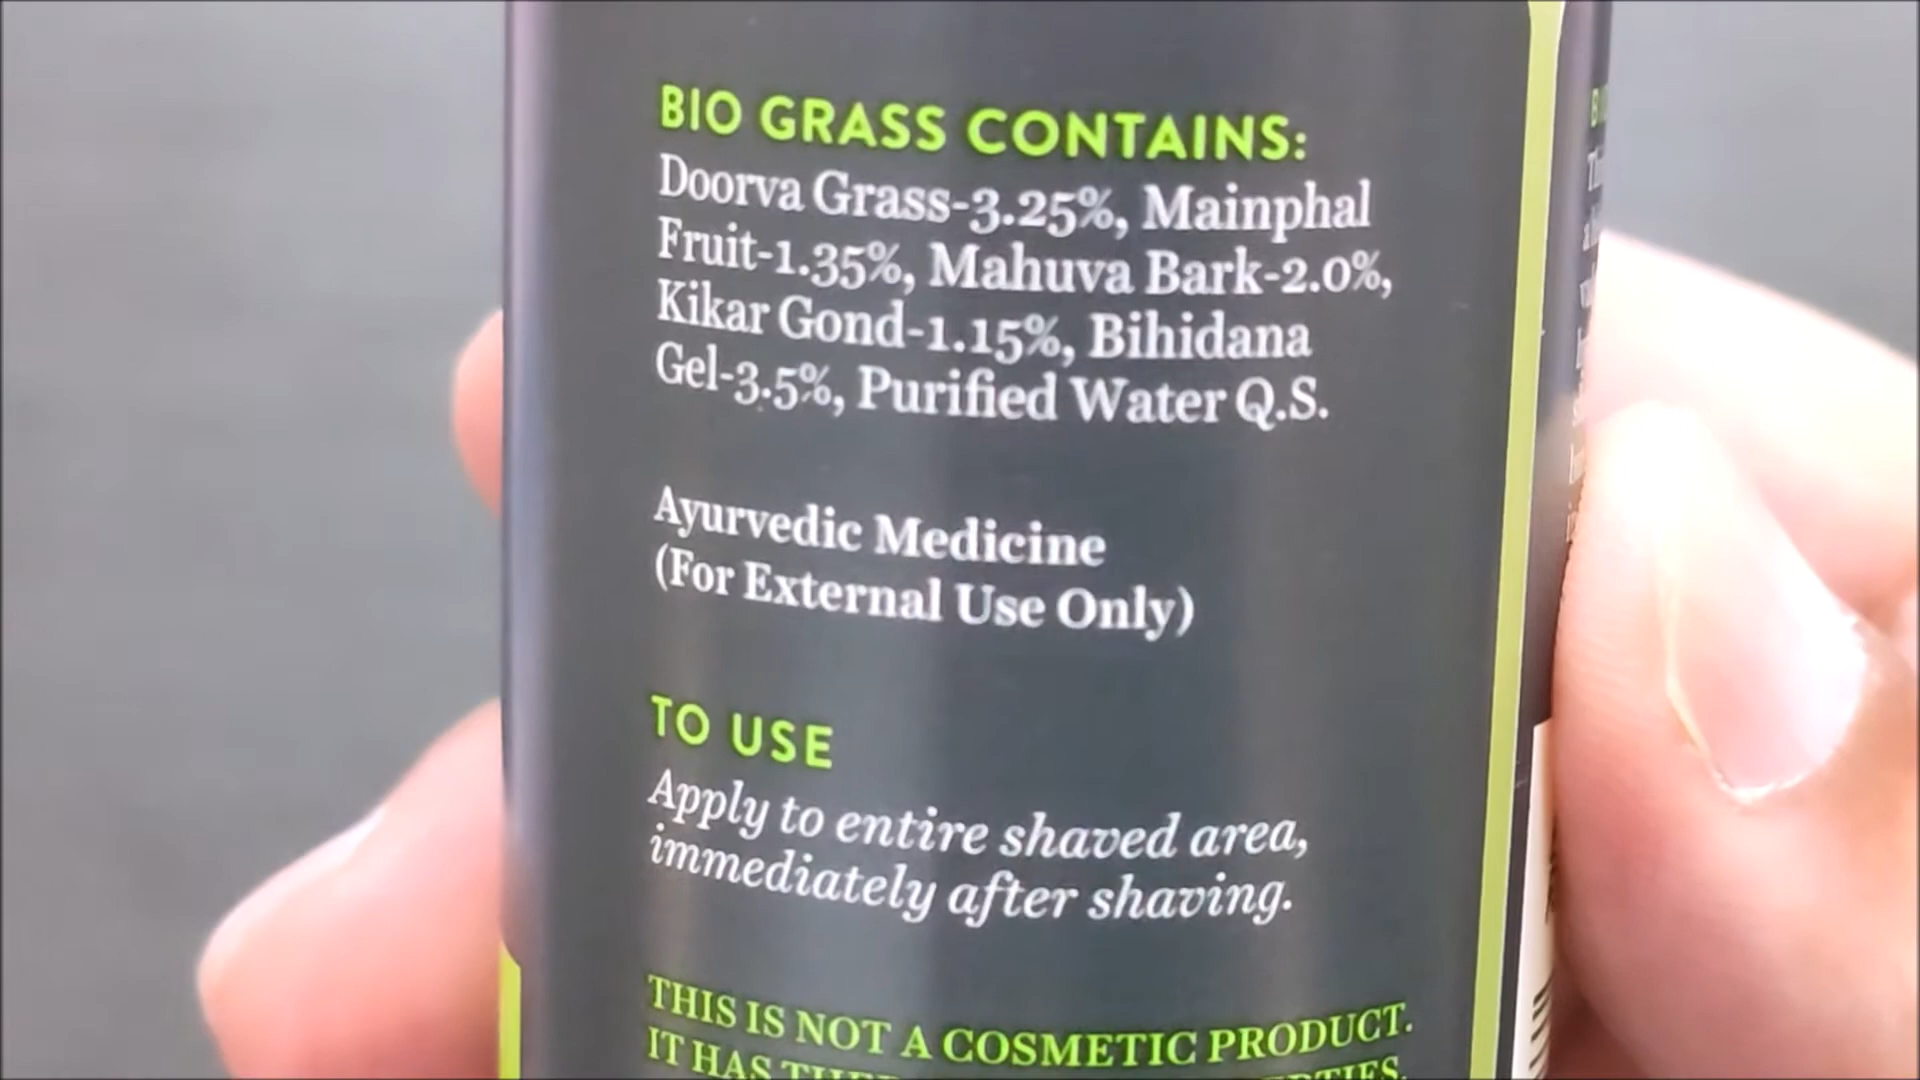 BIO GRASS CONTAINS:
Doorva Grass-3.25%, Mainphal
Fruit-1.35%, Mahuva Bark-2.0%,
Kikar Gond-1.15%, Bihidana
Gel-3.5%, Purified Water Q.S.
Ayurvedic Medicine
(For External Use Only)
TO USE
Apply to entire shaved area,
immediately after shaving.
THIS IS NOT A COSMETIC PRODUCT.
IT HAS